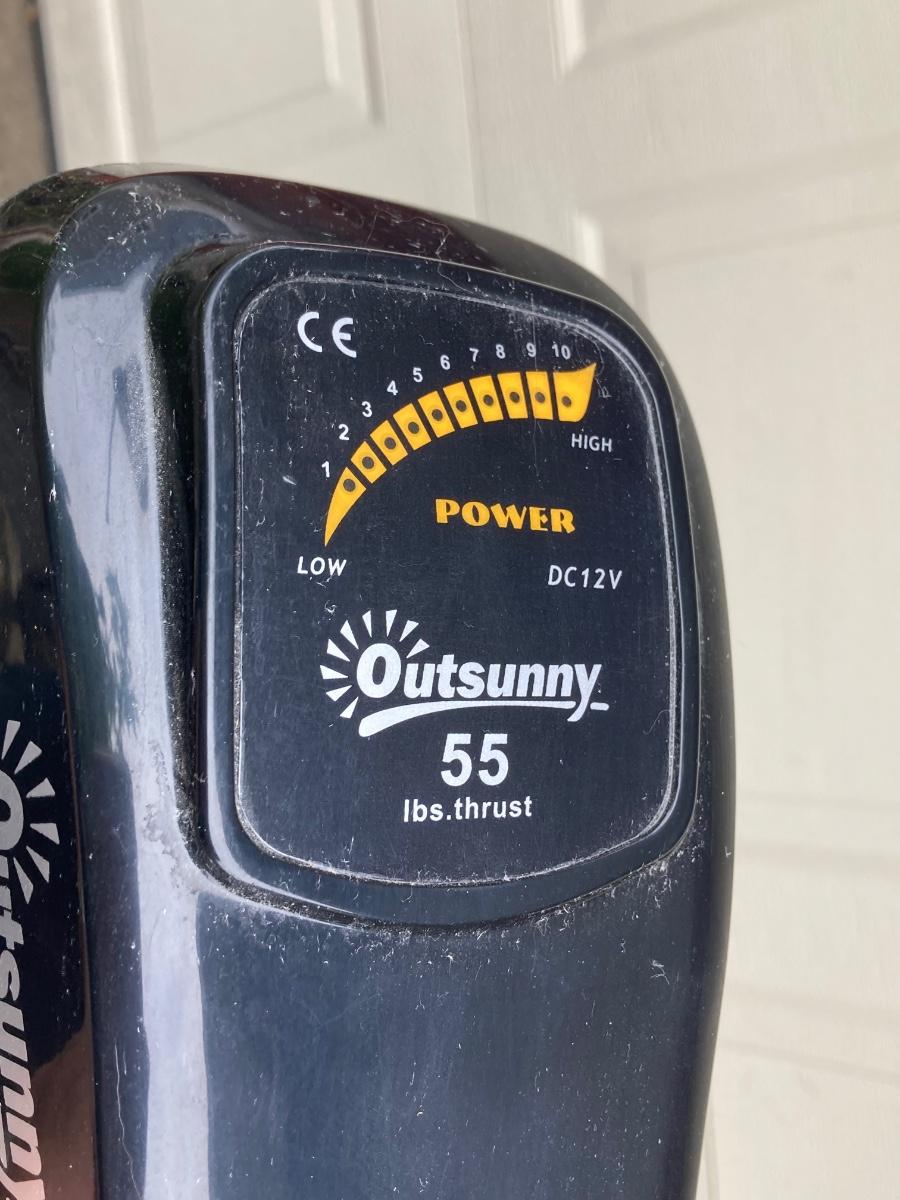 CE
1 2 3 4 5 6 7 8 9 10
HIGH
POWER
LOW
DC12V
Outsunny
55
lbs.thrust
Outsunny